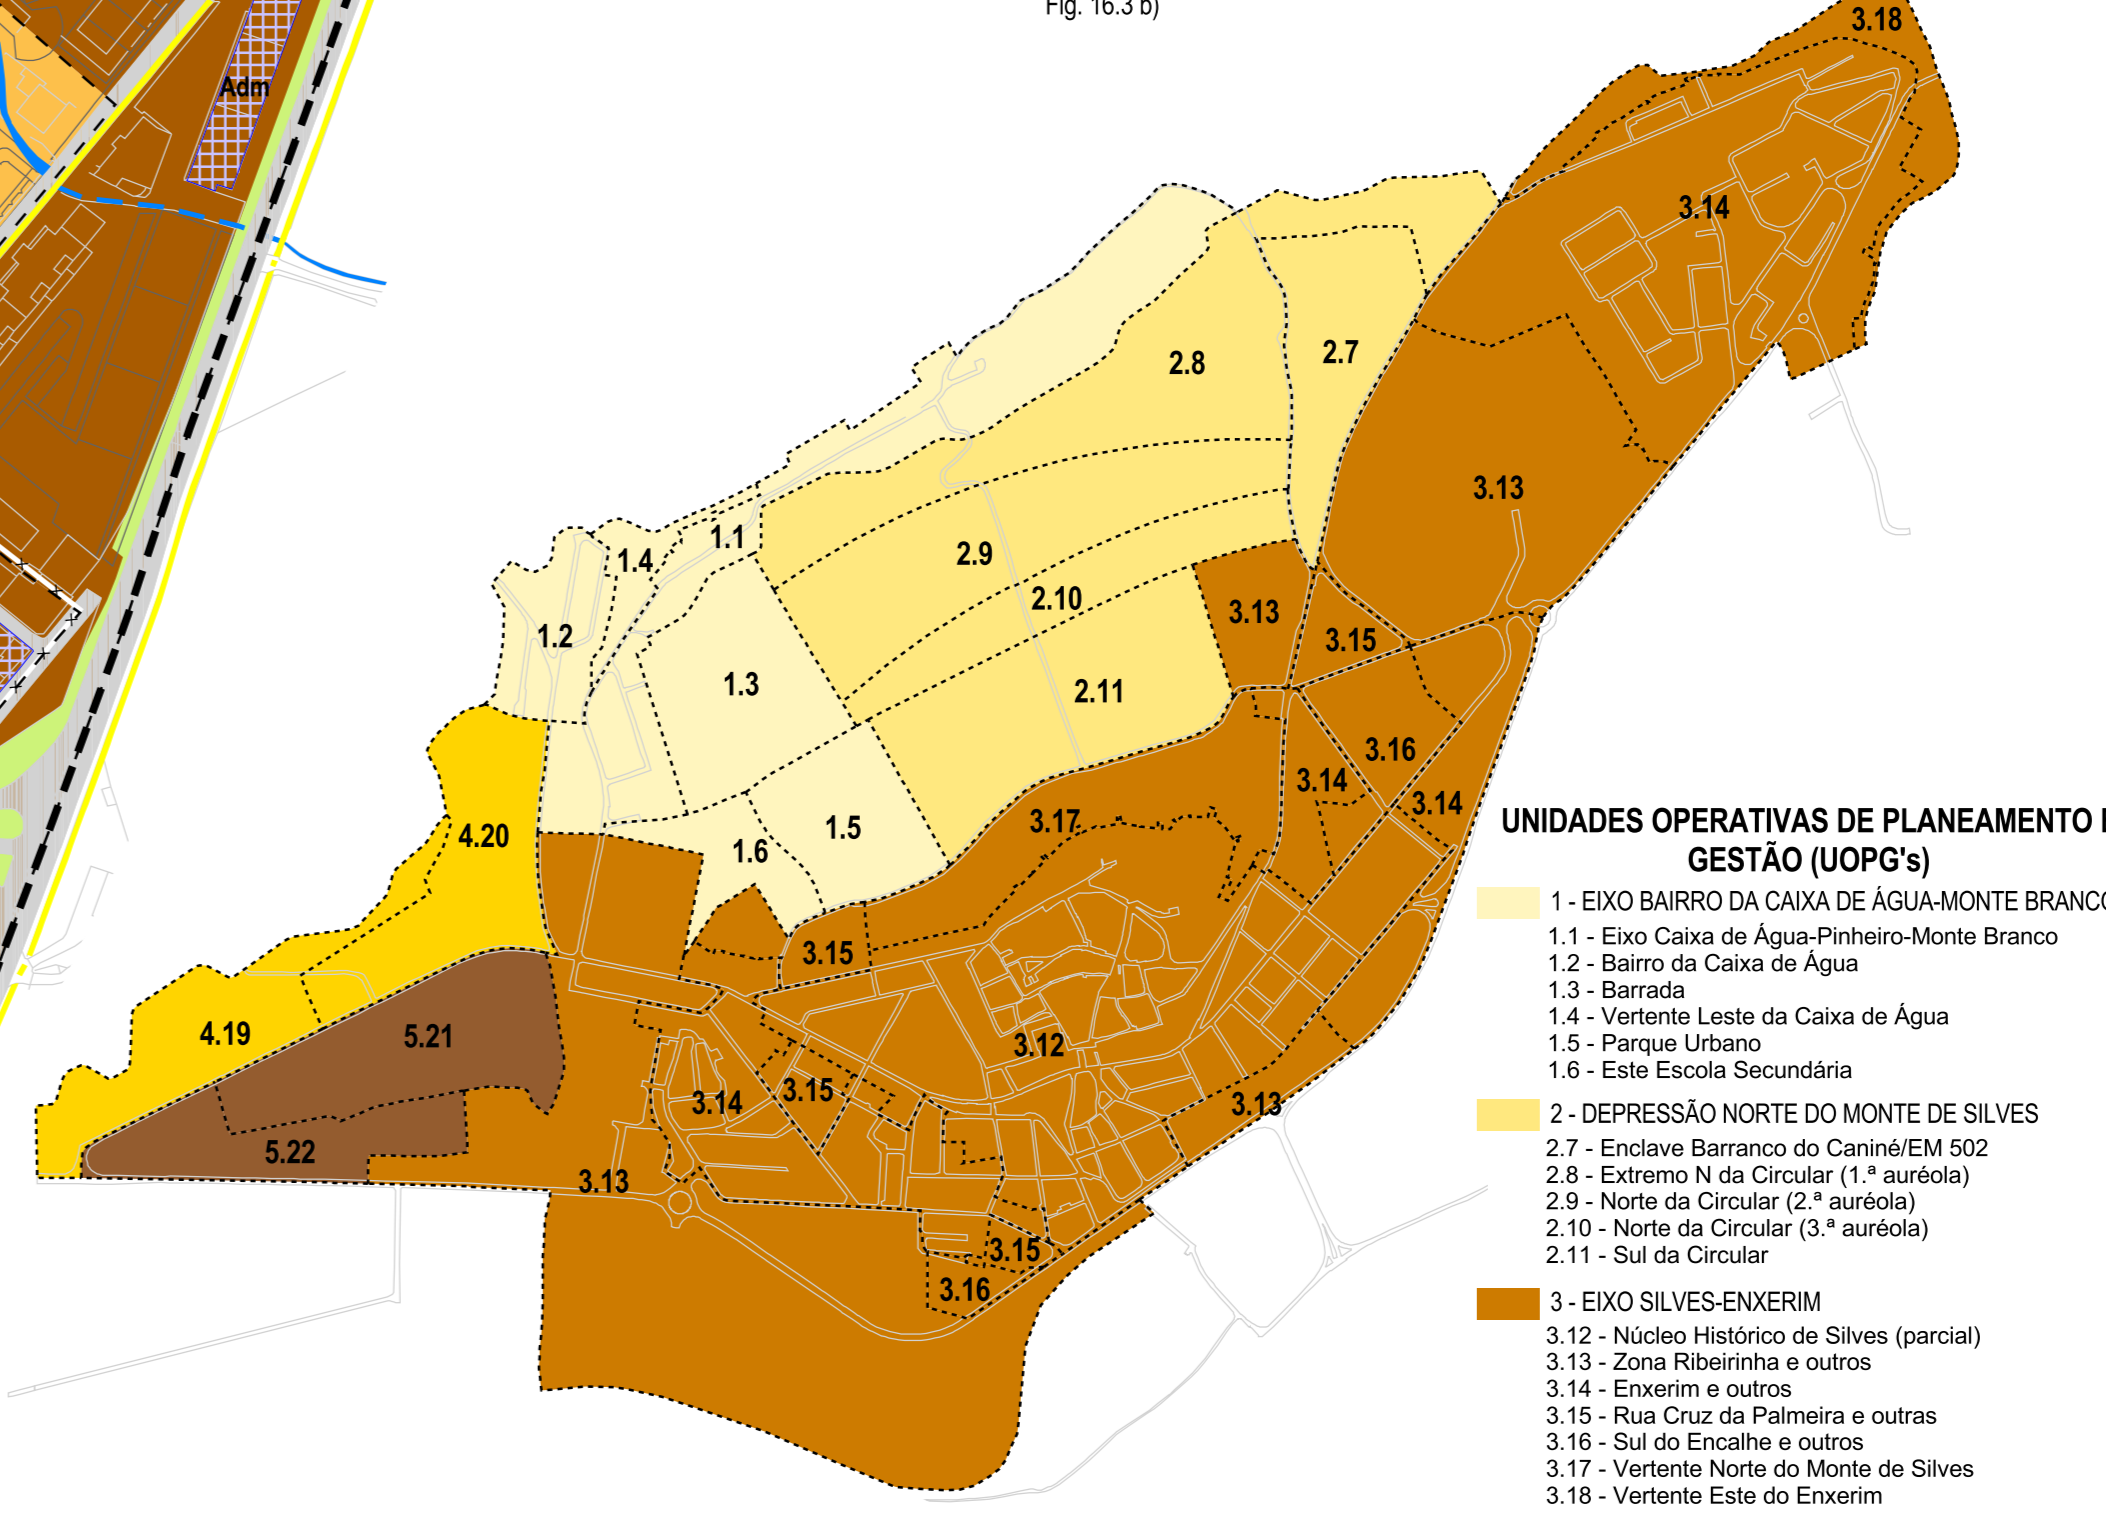 Fig. 16.3 b)
3.18
Adm
3.14
2.8
2.7
3.13
1.1
1.4
2.9
2.10
3.13
1.2
3.15
1.3
2.11
3.16
3.14
3.14
4.20
1.5
3.17
1.6
3.15
4.19
5.21
3.12
3.14
3.15
3.13
5.22
3.13
3.15
3.16
UNIDADES OPERATIVAS DE PLANEAMENTO
GESTÃO (UOPG's)
1 - EIXO BAIRRO DA CAIXA DE ÁGUA-MONTE BRANCO
1.1 - Eixo Caixa de Água-Pinheiro-Monte Branco
1.2 - Bairro da Caixa de Água
1.3 - Barrada
1.4 - Vertente Leste da Caixa de Água
1.5 - Parque Urbano
1.6 - Este Escola Secundária
2 - DEPRESSÃO NORTE DO MONTE DE SILVES
2.7 - Enclave Barranco do Caniné/EM 502
2.8 - Extremo N da Circular (1.ª auréola)
2.9 - Norte da Circular (2.ª auréola)
2.10 - Norte da Circular (3.ª auréola)
2.11 - Sul da Circular
3 - EIXO SILVES-ENXERIM
3.12 - Núcleo Histórico de Silves (parcial)
3.13 - Zona Ribeirinha e outros
3.14 - Enxerim e outros
3.15 - Rua Cruz da Palmeira e outras
3.16 - Sul do Encalhe e outros
3.17 - Vertente Norte do Monte de Silves
3.18 - Vertente Este do Enxerim